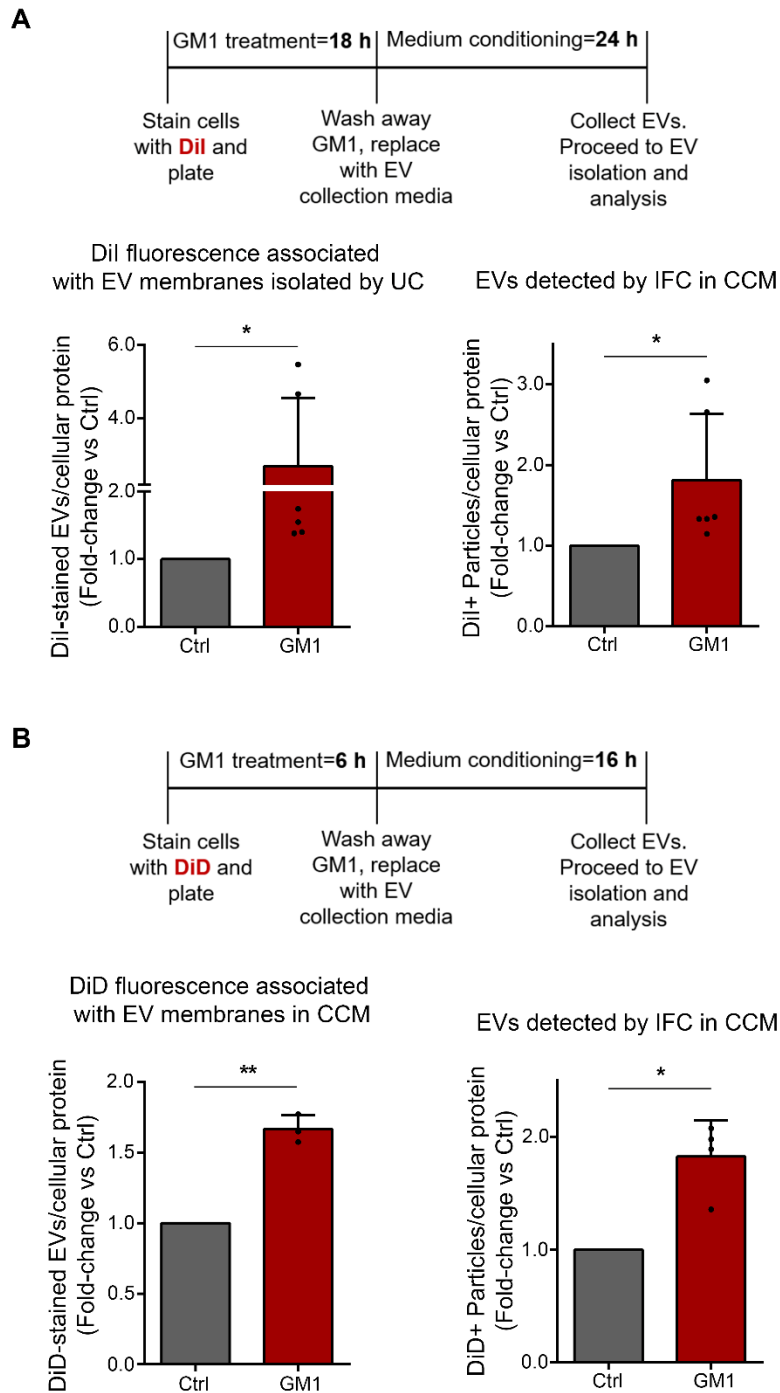 A
GM1 treatment=18 h
Medium conditioning=24 h
Stain cells
with DiI and
plate
Wash away
GM1, replace
with EV
collection media
Collect EVs.
Proceed to EV
isolation and
analysis
DiI fluorescence associated
with EV membranes isolated by UC
DiI-stained EVs/cellular protein
(Fold-change vs Ctrl)
6.0
4.0
2.0
1.0
0.0
*
Ctrl
GM1
EVs detected by IFC in CCM
DiI+ Particles/cellular protein
(Fold-change vs Ctrl)
3.0
2.0
1.0
0.0
*
Ctrl
GM1
B
GM1 treatment=6 h
Medium conditioning=16 h
Stain cells
with DiD and
plate
Wash away
GM1, replace
with EV
collection media
Collect EVs.
Proceed to EV
isolation and
analysis
DiD fluorescence associated
with EV membranes in CCM
DiD-stained EVs/cellular protein
(Fold-change vs Ctrl)
2.0
1.5
1.0
0.5
0.0
**
Ctrl
GM1
EVs detected by IFC in CCM
DiD+ Particles/cellular protein
(Fold-change vs Ctrl)
2.0
1.0
0.0
*
Ctrl
GM1